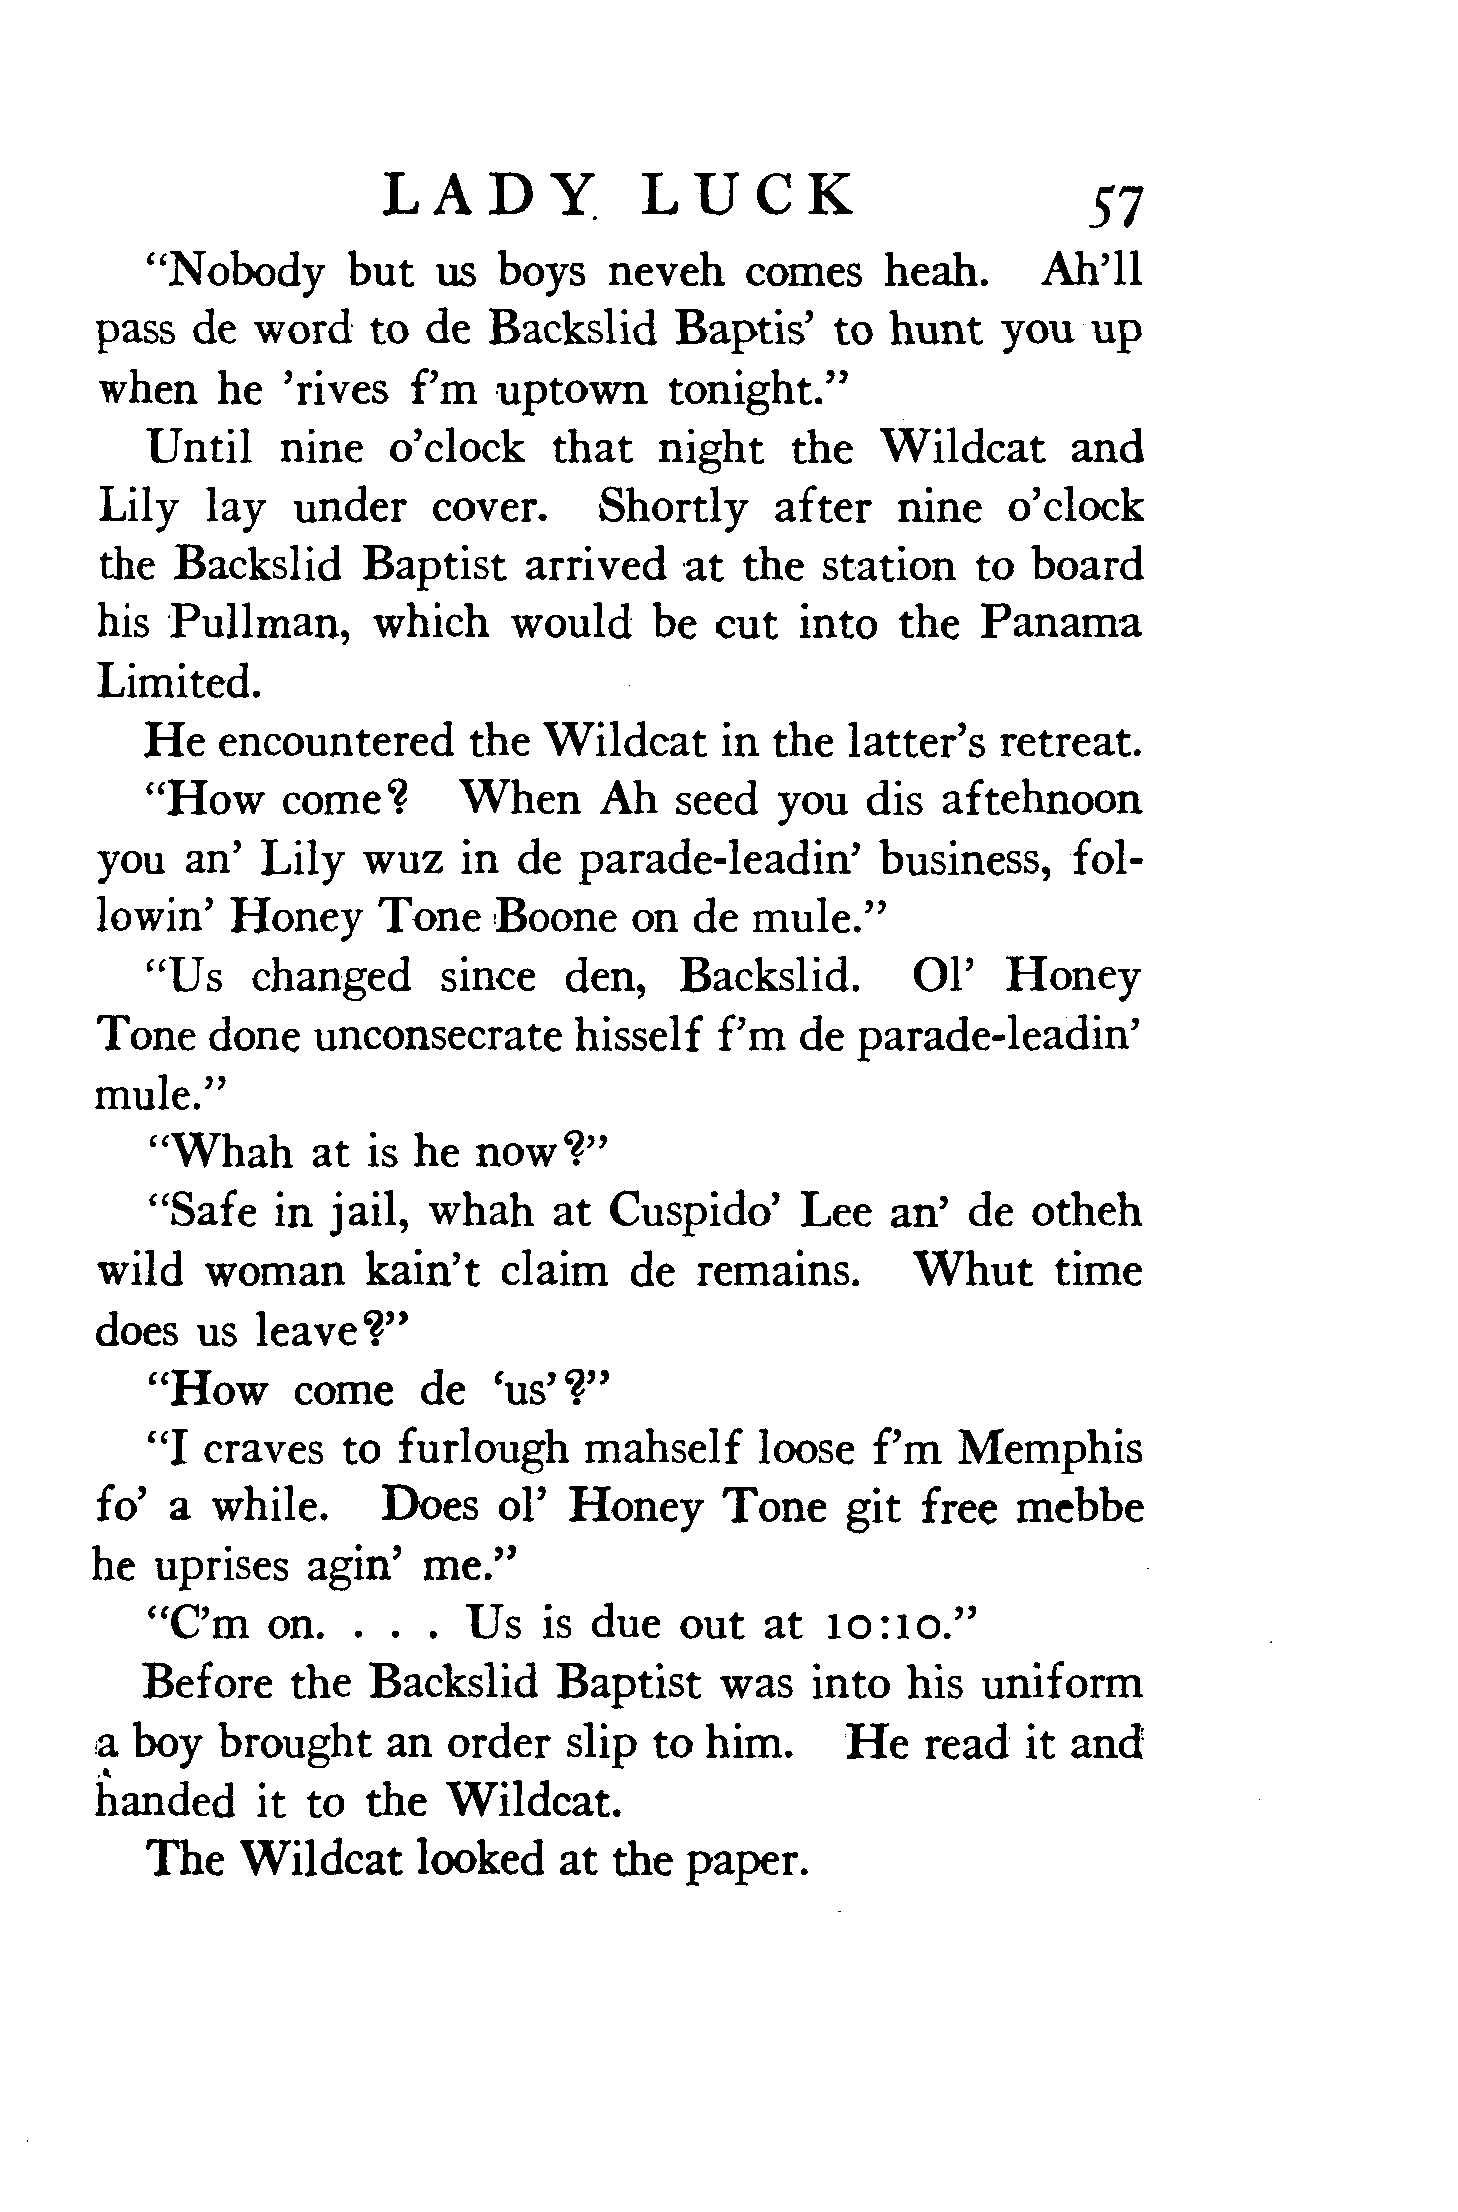 LADY LUCK 57
“Nobody but us boys neveh comes heah. Ah’ll
pass de word to de Backslid Baptis’ to hunt you up
when he ’rives f’m uptown tonight.”
Until nine o’clock that night the Wildcat and
Lily lay under cover. Shortly after nine o’clock
the Backslid Baptist arrived at the station to board
his Pullman, which would be cut into the Panama
Limited.
He encountered the Wildcat in the latter’s retreat.
“How come? When Ah seed you dis aftehnoon
you an’ Lily wuz in de parade-leadin’ business, fol-
lowin’ Honey Tone Boone on de mule.”
“Us changed since den, Backslid. Ol’ Honey
Tone done unconsecrate hisself f’m de parade-leadin’
mule.”
“Whah at is he now?”
“Safe in jail, whah at Cuspido’ Lee an’ de otheh
wild woman kain’t claim de remains. Whut time
does us leave?”
“How come de ‘us’?”
“I craves to furlough mahself loose f’m Memphis
fo’ a while. Does ol’ Honey Tone git free mebbe
he uprises agin’ me.”
“C’m on. . . . Us is due out at 10:10.”
Before the Backslid Baptist was into his uniform
a boy brought an order slip to him. He read it and
handed it to the Wildcat.
The Wildcat looked at the paper.